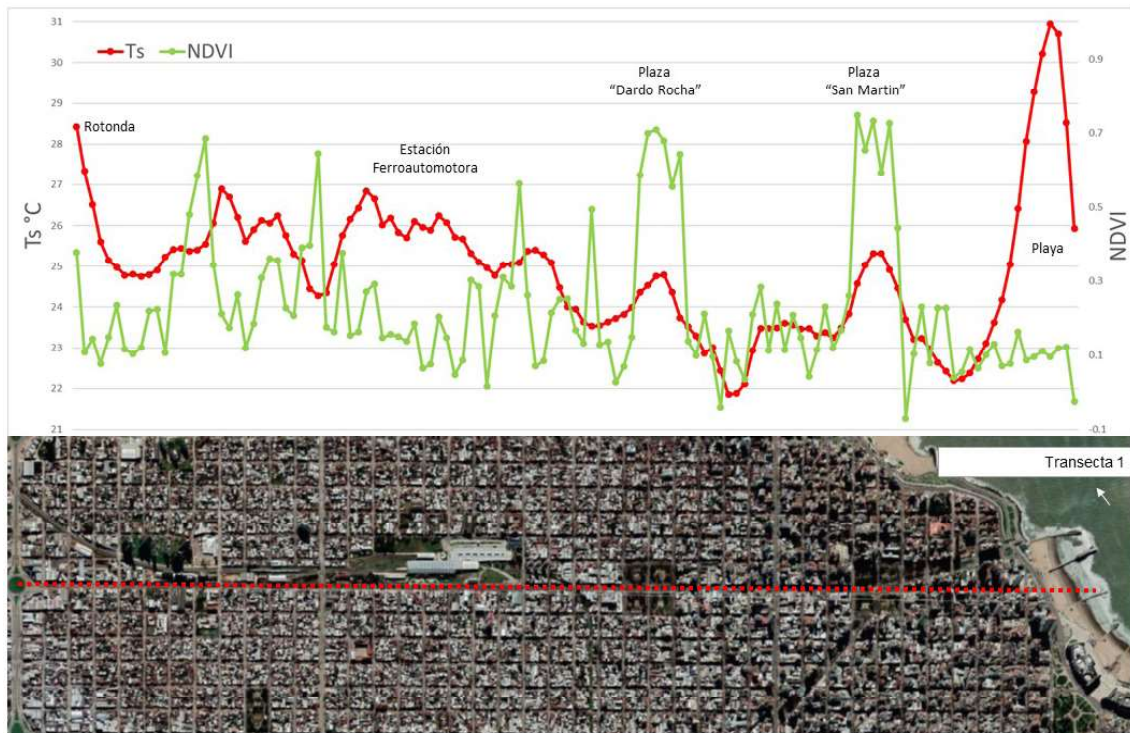 Ts
NDVI
31
30
29
28
27
26
25
24
23
22
21
Ts °C
0.9
0.7
0.5
0.3
0.1
-0.1
NDVI
Rotonda
Estación
Ferroautomotora
Plaza
“Dardo Rocha”
Plaza
“San Martin”
Playa
Transecta 1